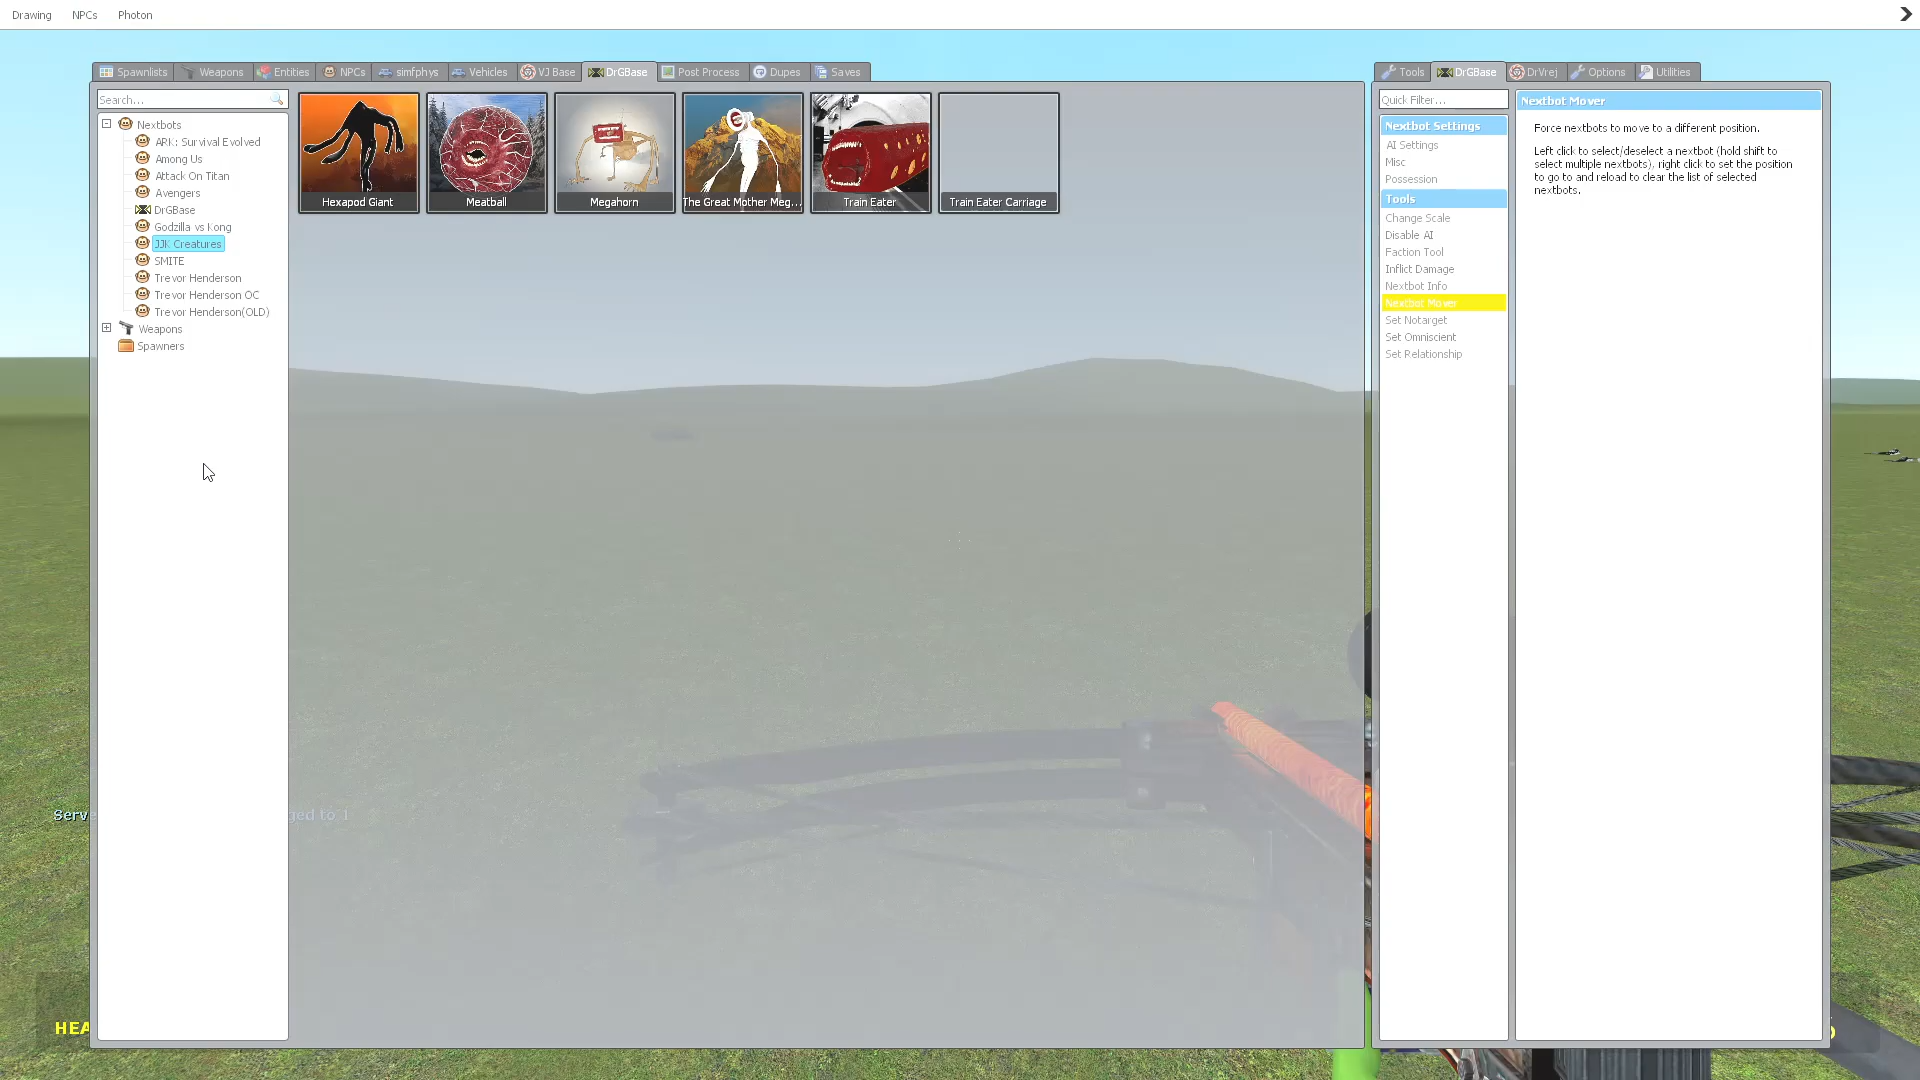 Drawing NPCs Photon
Spawnlists Weapons Entities NPCs simfphys Vehicles VJ Base DrGBase Post Process Dupes Saves
Search...
Nextbots
ARK: Survival Evolved
Among Us
Attack On Titan
Avengers
DrGBase
Godzilla vs Kong
JJK Creatures
SMITE
Trevor Henderson
Trevor Henderson OC
Trevor Henderson(OLD)
Weapons
Spawners
Hexapod Giant
Meatball
Megahorn
The Great Mother Meg...
Train Eater
Train Eater Carriage
Tools DrGBase DrVrej Options Utilities
Quick Filter...
Nextbot Settings
AI Settings
Misc
Possession
Tools
Change Scale
Disable AI
Faction Tool
Inflict Damage
Nextbot Info
Nextbot Mover
Set Notarget
Set Omniscient
Set Relationship
Nextbot Mover
Force nextbots to move to a different position.
Left click to select/deselect a nextbot (hold shift to
select multiple nextbots), right click to set the position
to go to and reload to clear the list of selected
nextbots.
Serve
ged to 1
HEA